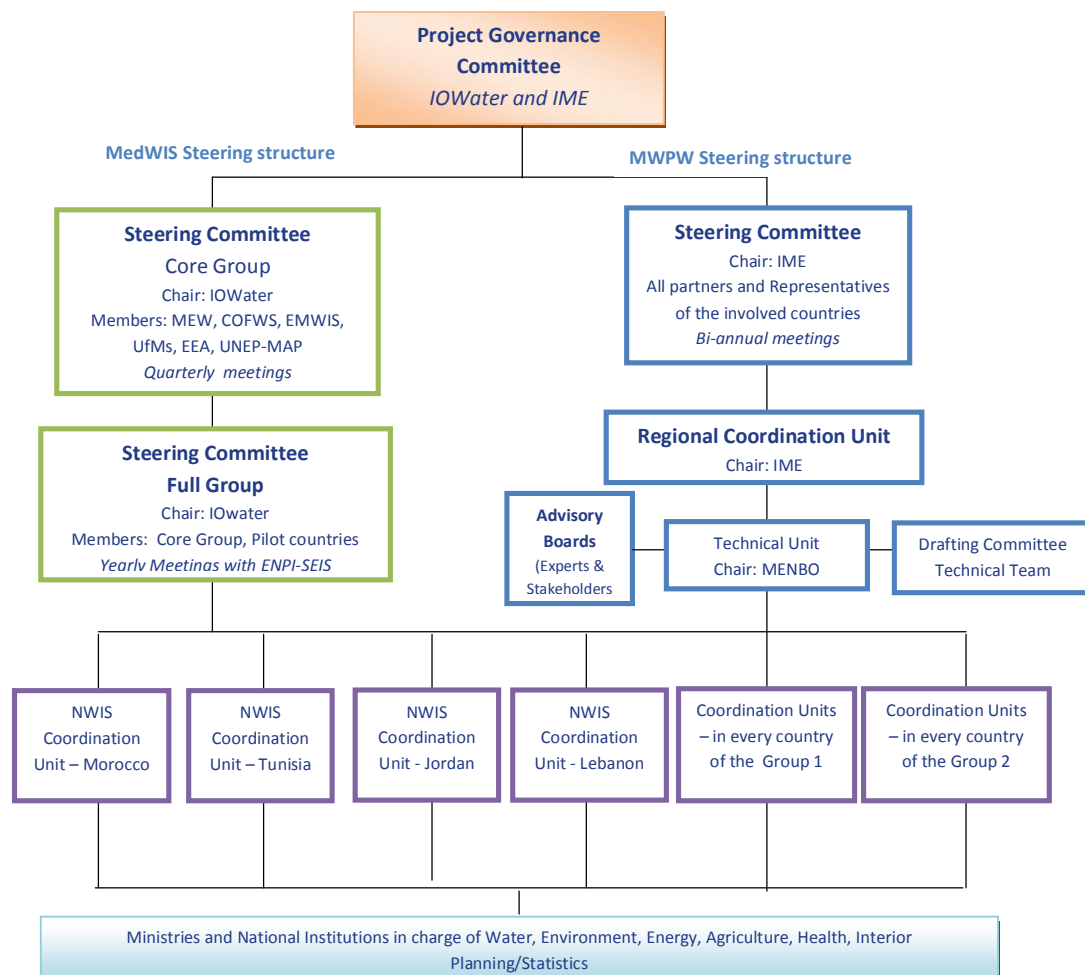 Project Governance
Committee
IOWater and IME
MedWIS Steering structure
MWPW Steering structure
Steering Committee
Core Group
Chair: IOWater
Members: MEW, COFWS, EMWIS,
UfMs, EEA, UNEP-MAP
Quarterly meetings
Steering Committee
Chair: IME
All partners and Representatives
of the involved countries
Bi-annual meetings
Steering Committee
Full Group
Chair: IOwater
Members: Core Group, Pilot countries
Yearly Meetings with ENPI-SEIS
Regional Coordination Unit
Chair: IME
Advisory
Boards
(Experts &
Stakeholders
Technical Unit
Chair: MENBO
Drafting Committee
Technical Team
NWIS
Coordination
Unit – Morocco
NWIS
Coordination
Unit – Tunisia
NWIS
Coordination
Unit - Jordan
NWIS
Coordination
Unit - Lebanon
Coordination Units
– in every country
of the Group 1
Coordination Units
– in every country
of the Group 2
Ministries and National Institutions in charge of Water, Environment, Energy, Agriculture, Health, Interior
Planning/Statistics